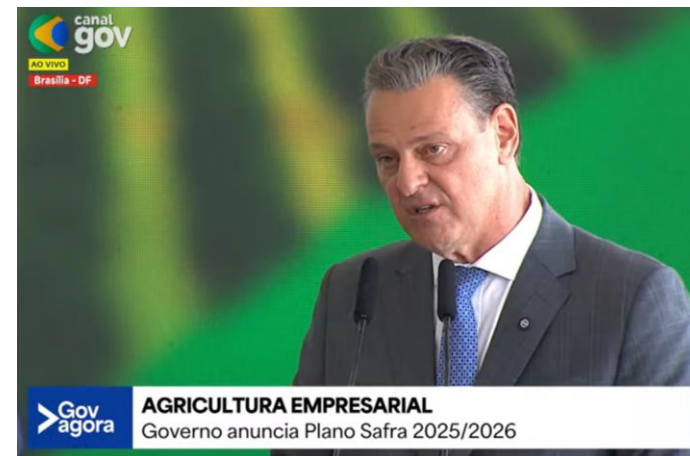 canal
gov
AO VIVO
Brasília - DF
Gov
agora
AGRICULTURA EMPRESARIAL
Governo anuncia Plano Safra 2025/2026